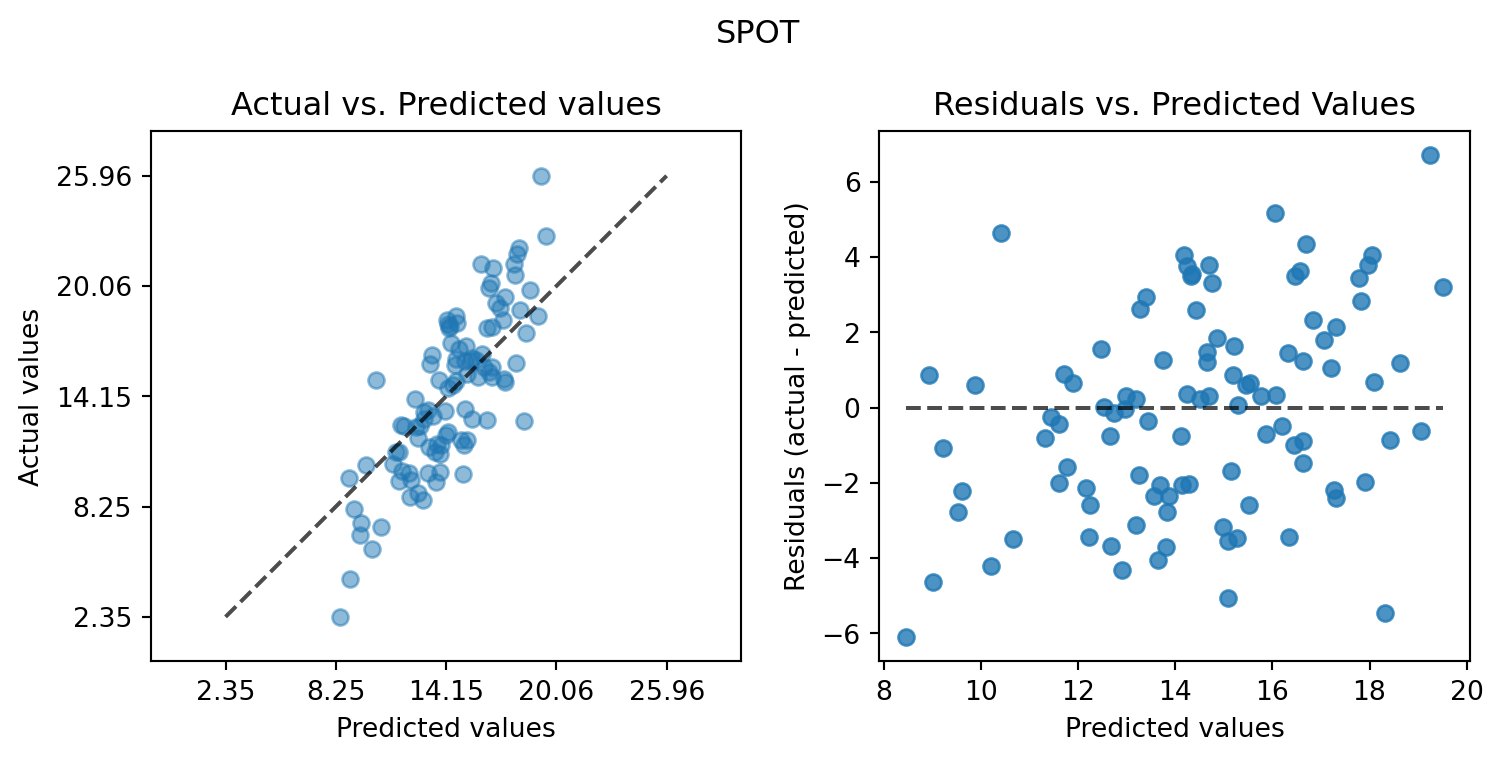 SPOT
Actual vs. Predicted values
Actual values
25.96
20.06
14.15
8.25
2.35
2.35 8.25 14.15 20.06 25.96
Predicted values
Residuals vs. Predicted Values
Residuals (actual - predicted)
6
4
2
0
−2
−4
−6
8 10 12 14 16 18 20
Predicted values